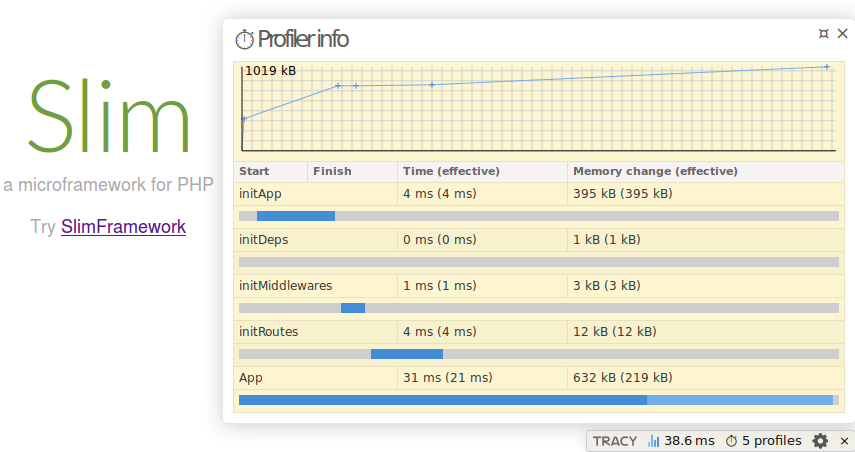 Slim
a microframework for PHP
Try SlimFramework
Profiler info
1019 kB
Start Finish Time (effective) Memory change (effective)
initApp 4 ms (4 ms) 395 kB (395 kB)
initDeps 0 ms (0 ms) 1 kB (1 kB)
initMiddlewares 1 ms (1 ms) 3 kB (3 kB)
initRoutes 4 ms (4 ms) 12 kB (12 kB)
App 31 ms (21 ms) 632 kB (219 kB)
TRACY 38.6 ms 5 profiles